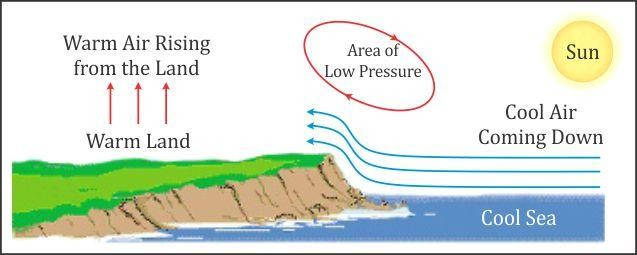 Warm Air Rising
from the Land
Warm Land
Area of
Low Pressure
Sun
Cool Air
Coming Down
Cool Sea